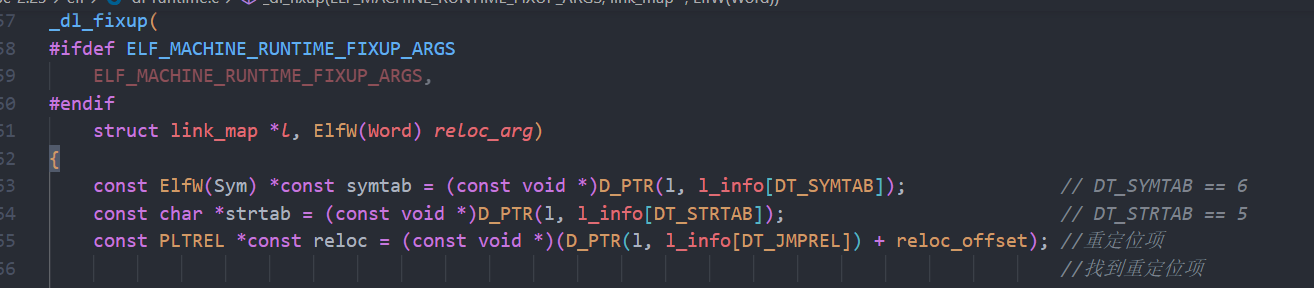 _dl_fixup(
58 #ifdef ELF_MACHINE_RUNTIME_FIXUP_ARGS
59 ELF_MACHINE_RUNTIME_FIXUP_ARGS,
60 #endif
61 struct link_map *l, ElfW(Word) reloc_arg)
62 {
63 const ElfW(Sym) *const symtab = (const void *)D_PTR(l, l_info[DT_SYMTAB]); // DT_SYMTAB == 6
64 const char *strtab = (const void *)D_PTR(l, l_info[DT_STRTAB]); // DT_STRTAB == 5
65 const PLTREL *const reloc = (const void *)(D_PTR(l, l_info[DT_JMPREL]) + reloc_offset); //重定位项
66 //找到重定位项